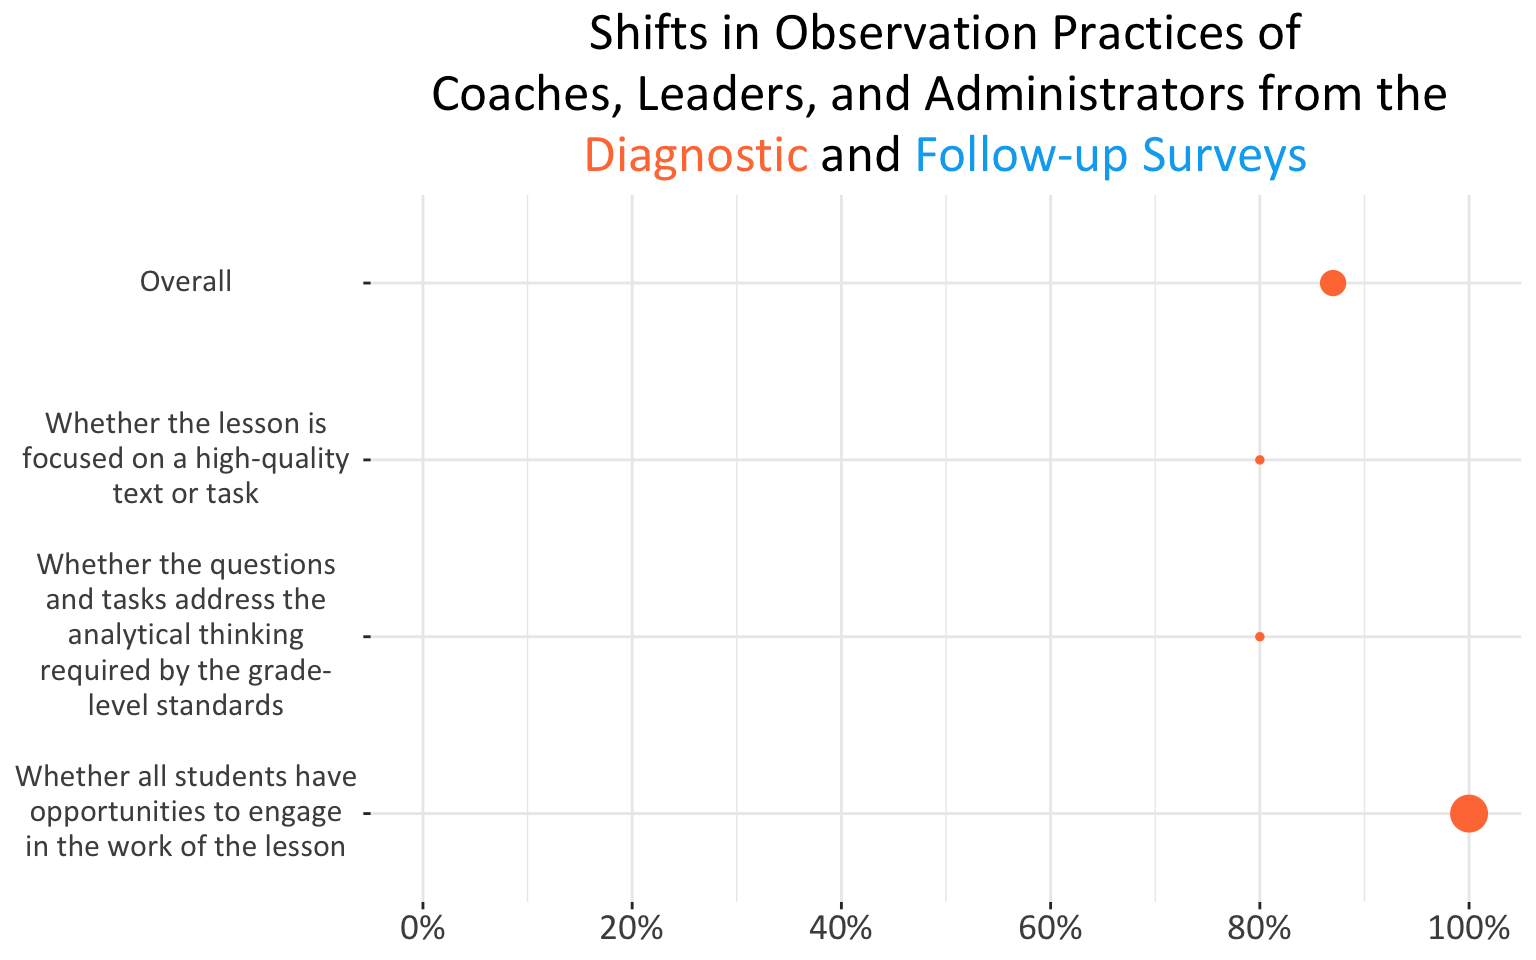 Shifts in Observation Practices of
Coaches, Leaders, and Administrators from the
Diagnostic and Follow-up Surveys
Overall
Whether the lesson is
focused on a high-quality
text or task
Whether the questions
and tasks address the
analytical thinking
required by the grade-
level standards
Whether all students have
opportunities to engage
in the work of the lesson
0% 20% 40% 60% 80% 100%